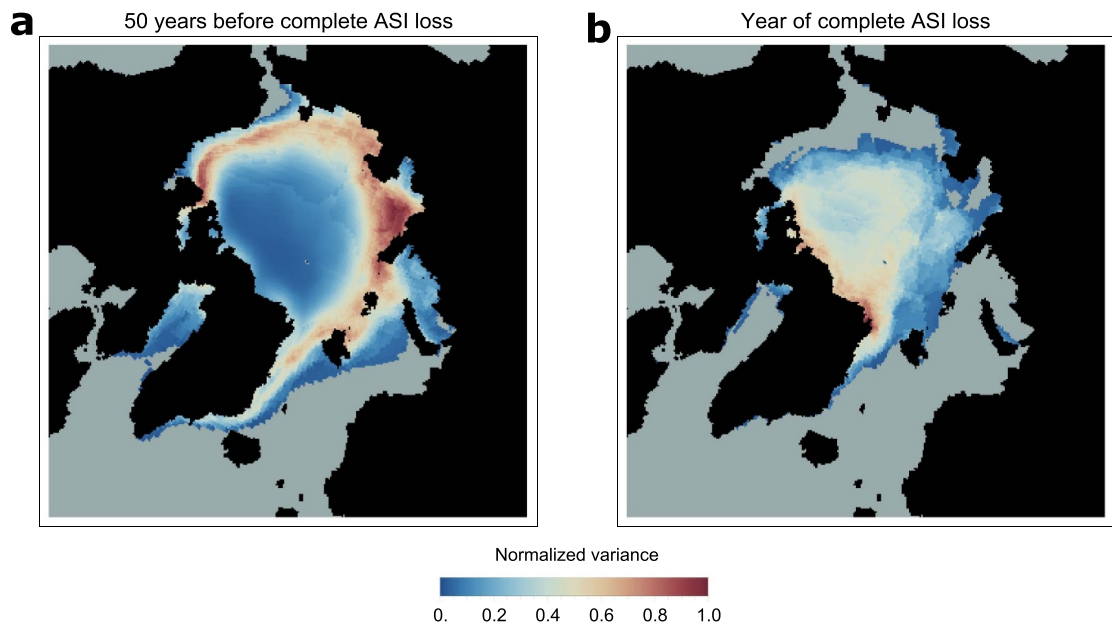 a
50 years before complete ASI loss
b
Year of complete ASI loss
Normalized variance
0. 0.2 0.4 0.6 0.8 1.0